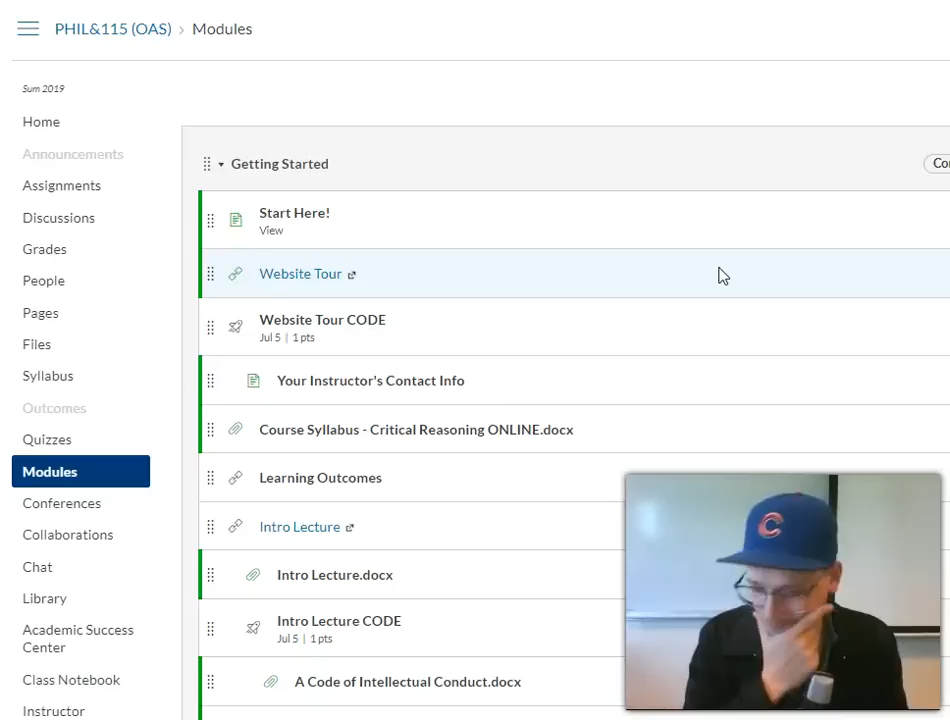 PHIL&115 (OAS) › Modules
Sum 2019
Home
Announcements
Assignments
Discussions
Grades
People
Pages
Files
Syllabus
Outcomes
Quizzes
Modules
Conferences
Collaborations
Chat
Library
Academic Success
Center
Class Notebook
Instructor
Getting Started
Start Here!
View
Website Tour
Website Tour CODE
Jul 5 | 1 pts
Your Instructor's Contact Info
Course Syllabus - Critical Reasoning ONLINE.docx
Learning Outcomes
Intro Lecture
Intro Lecture.docx
Intro Lecture CODE
Jul 5 | 1 pts
A Code of Intellectual Conduct.docx
C